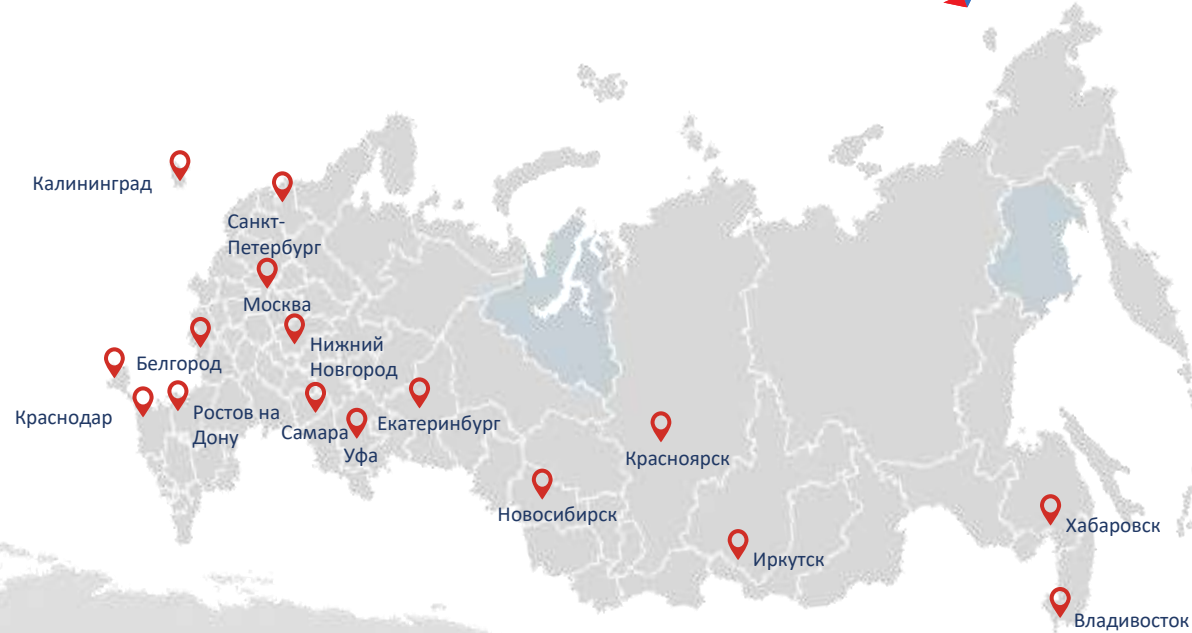 Калининград
Санкт-
Петербург
Москва
Нижний
Новгород
Белгород
Краснодар
Ростов на
Дону
Самара
Екатеринбург
Уфа
Красноярск
Новосибирск
Хабаровск
Иркутск
Владивосток